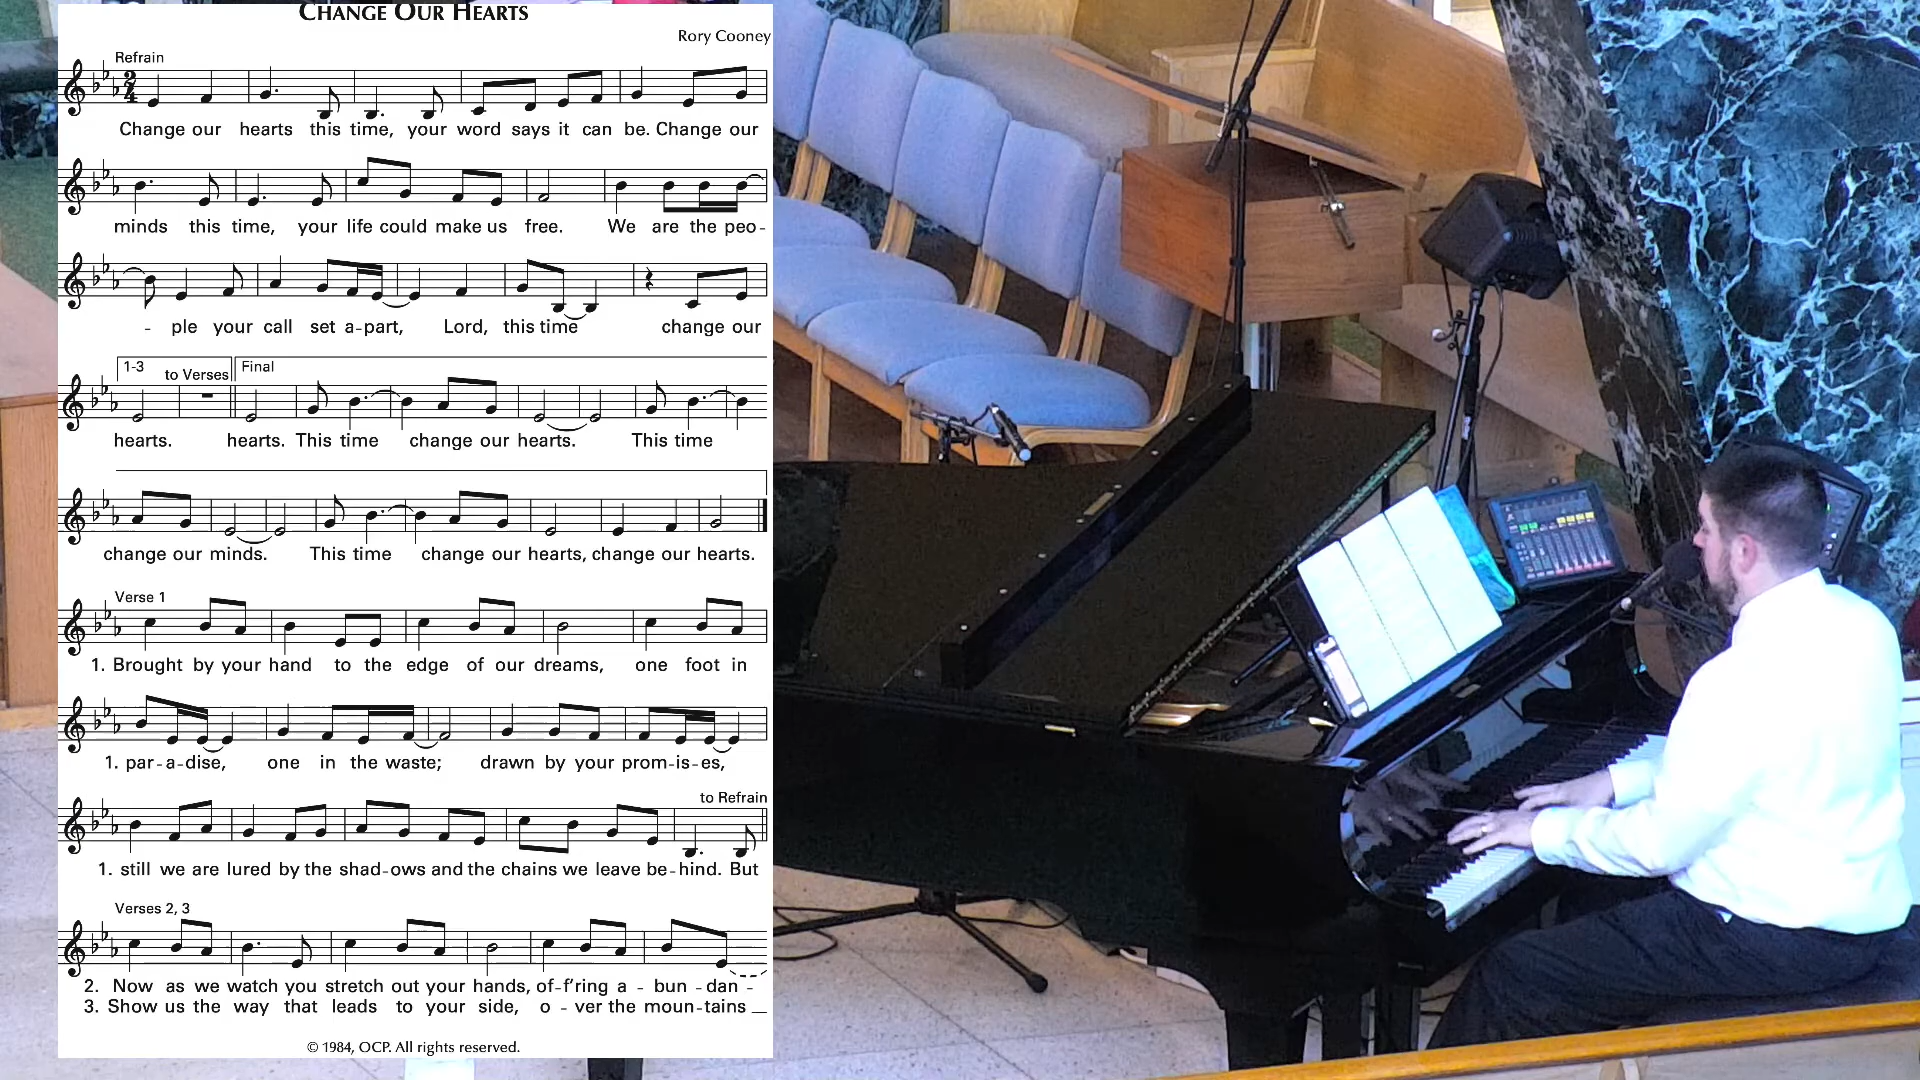 CHANGE OUR HEARTS
Rory Cooney
Refrain
Change our hearts this time, your word says it can be. Change our
minds this time, your life could make us free. We are the peo-
- ple your call set a-part, Lord, this time change our
1-3 to Verses Final
hearts. hearts. This time change our hearts. This time
change our minds. This time change our hearts, change our hearts.
Verse 1
1. Brought by your hand to the edge of our dreams, one foot in
1. par-a-dise, one in the waste; drawn by your prom-is-es,
to Refrain
1. still we are lured by the shad-ows and the chains we leave be-hind. But
Verses 2, 3
2. Now as we watch you stretch out your hands, of-f'ring a - bun - dan -
3. Show us the way that leads to your side, o - ver the moun-tains _
© 1984, OCP. All rights reserved.